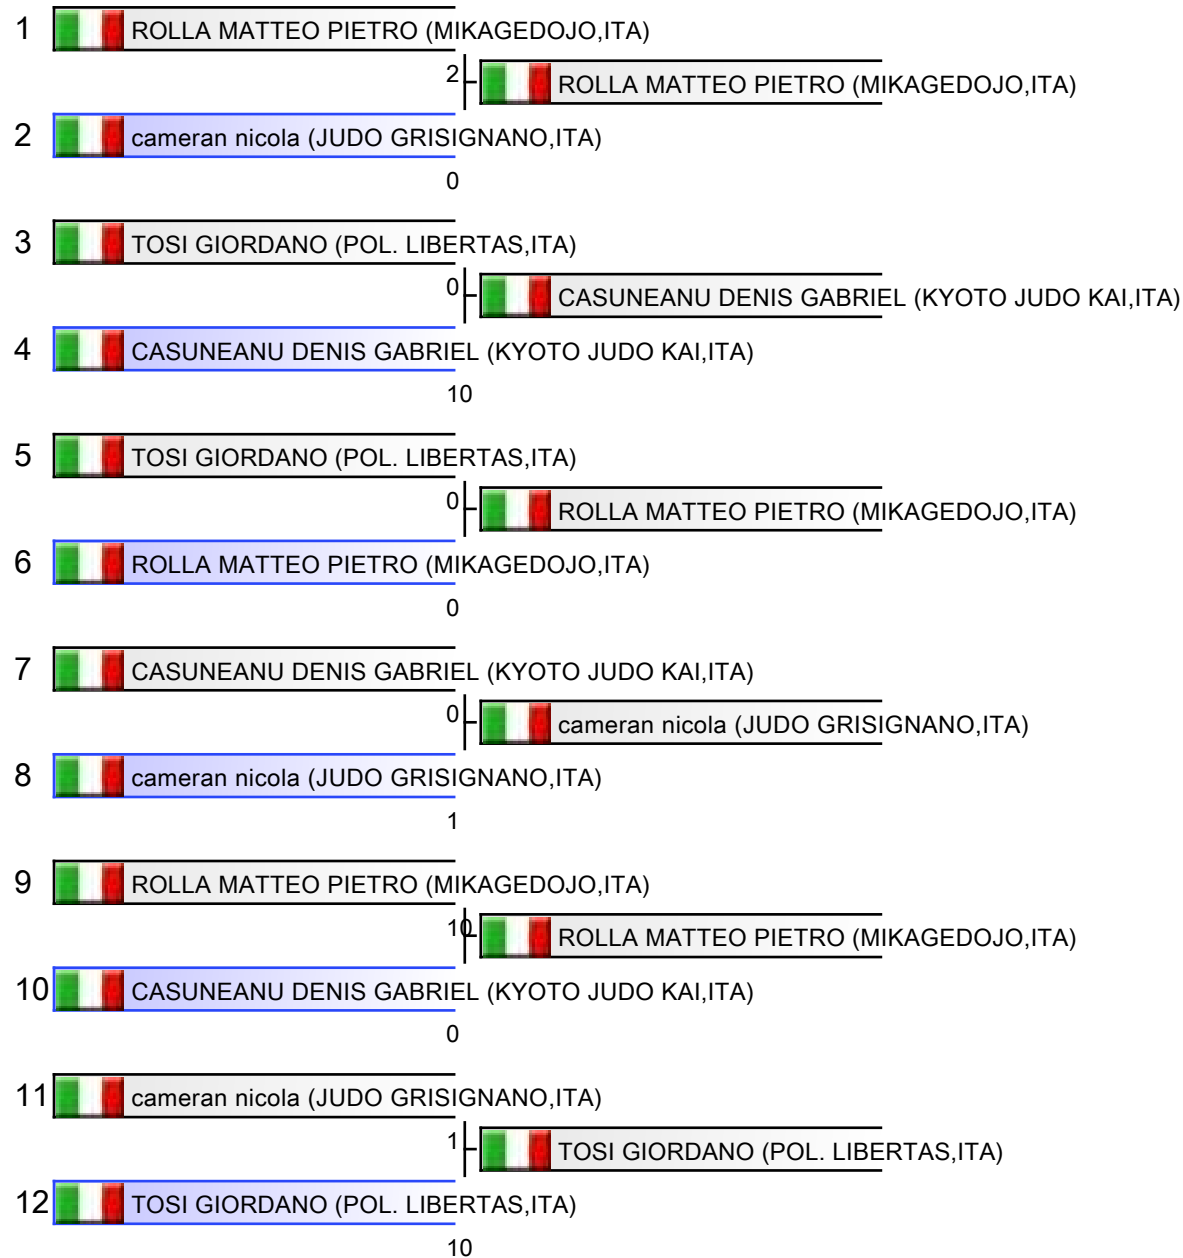 1 ROLLA MATTEO PIETRO (MIKAGEDOJO,ITA)
2 ROLLA MATTEO PIETRO (MIKAGEDOJO,ITA)
2 cameran nicola (JUDO GRISIGNANO,ITA)
0
3 TOSI GIORDANO (POL. LIBERTAS,ITA)
0 CASUNEANU DENIS GABRIEL (KYOTO JUDO KAI,ITA)
4 CASUNEANU DENIS GABRIEL (KYOTO JUDO KAI,ITA)
10
5 TOSI GIORDANO (POL. LIBERTAS,ITA)
0 ROLLA MATTEO PIETRO (MIKAGEDOJO,ITA)
6 ROLLA MATTEO PIETRO (MIKAGEDOJO,ITA)
0
7 CASUNEANU DENIS GABRIEL (KYOTO JUDO KAI,ITA)
0 cameran nicola (JUDO GRISIGNANO,ITA)
8 cameran nicola (JUDO GRISIGNANO,ITA)
1
9 ROLLA MATTEO PIETRO (MIKAGEDOJO,ITA)
10 ROLLA MATTEO PIETRO (MIKAGEDOJO,ITA)
10 CASUNEANU DENIS GABRIEL (KYOTO JUDO KAI,ITA)
0
11 cameran nicola (JUDO GRISIGNANO,ITA)
1 TOSI GIORDANO (POL. LIBERTAS,ITA)
12 TOSI GIORDANO (POL. LIBERTAS,ITA)
10